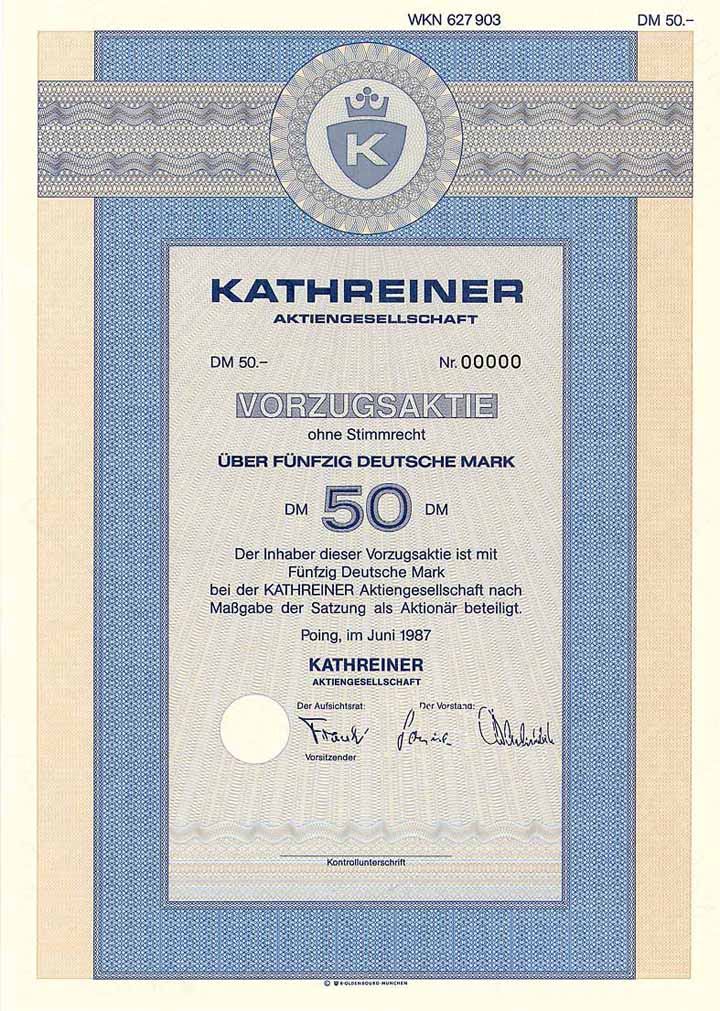 WKN 627 903 DM 50.–
K
KATHREINER
AKTIENGESELLSCHAFT
DM 50.– Nr. 00000
VORZUGSAKTIE
ohne Stimmrecht
ÜBER FÜNFZIG DEUTSCHE MARK
DM 50 DM
Der Inhaber dieser Vorzugsaktie ist mit
Fünfzig Deutsche Mark
bei der KATHREINER Aktiengesellschaft nach
Maßgabe der Satzung als Aktionär beteiligt.
Poing, im Juni 1987
KATHREINER
AKTIENGESELLSCHAFT
Der Aufsichtsrat: Der Vorstand:
Vorsitzender
Kontrollunterschrift
© R·OLDENBOURG·MÜNCHEN